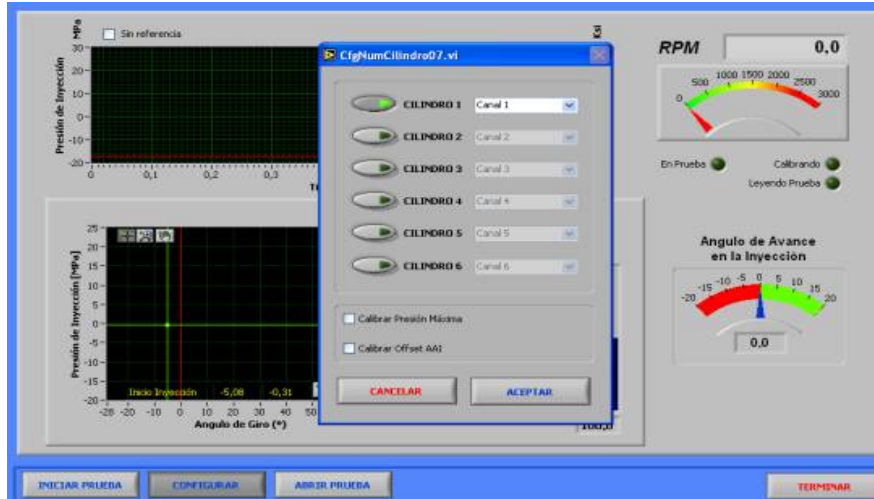 Sin referencia
MPa
Ksi
Presión de Inyección
30
20
10
0
-10
-20
0
0,1
0,2
0,3
CfgNumCilindro07.vi
CILINDRO 1 Canal 1
CILINDRO 2 Canal 2
CILINDRO 3 Canal 3
CILINDRO 4 Canal 4
CILINDRO 5 Canal 5
CILINDRO 6 Canal 6
Calibrar Presión Máxima
Calibrar Offset AAI
CANCELAR ACEPTAR
RPM 0,0
0 500 1000 1500 2000 2500 3000
En Prueba Calibrando
Leyendo Prueba
Angulo de Avance
en la Inyección
-20 -15 -10 -5 0 5 10 15 20
0,0
Presión de Inyección [MPa]
25
20
15
10
5
0
-5
-10
-15
-20
Inicio Inyección -5,08 -0,31
-28 -20 -10 0 10 20 30 40 50
Angulo de Giro (°)
100,0
INICIAR PRUEBA CONFIGURAR ABRIR PRUEBA TERMINAR